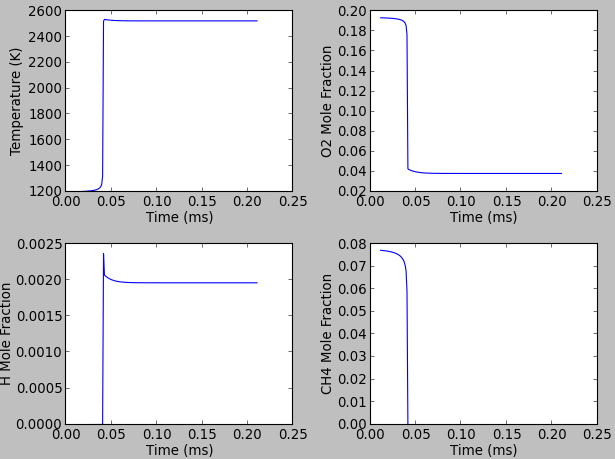 Temperature (K)
2600
2400
2200
2000
1800
1600
1400
1200
0.00 0.05 0.10 0.15 0.20 0.25
Time (ms)
O2 Mole Fraction
0.20
0.18
0.16
0.14
0.12
0.10
0.08
0.06
0.04
0.02
0.00 0.05 0.10 0.15 0.20 0.25
Time (ms)
H Mole Fraction
0.0025
0.0020
0.0015
0.0010
0.0005
0.0000
0.00 0.05 0.10 0.15 0.20 0.25
Time (ms)
CH4 Mole Fraction
0.08
0.07
0.06
0.05
0.04
0.03
0.02
0.01
0.00
0.00 0.05 0.10 0.15 0.20 0.25
Time (ms)